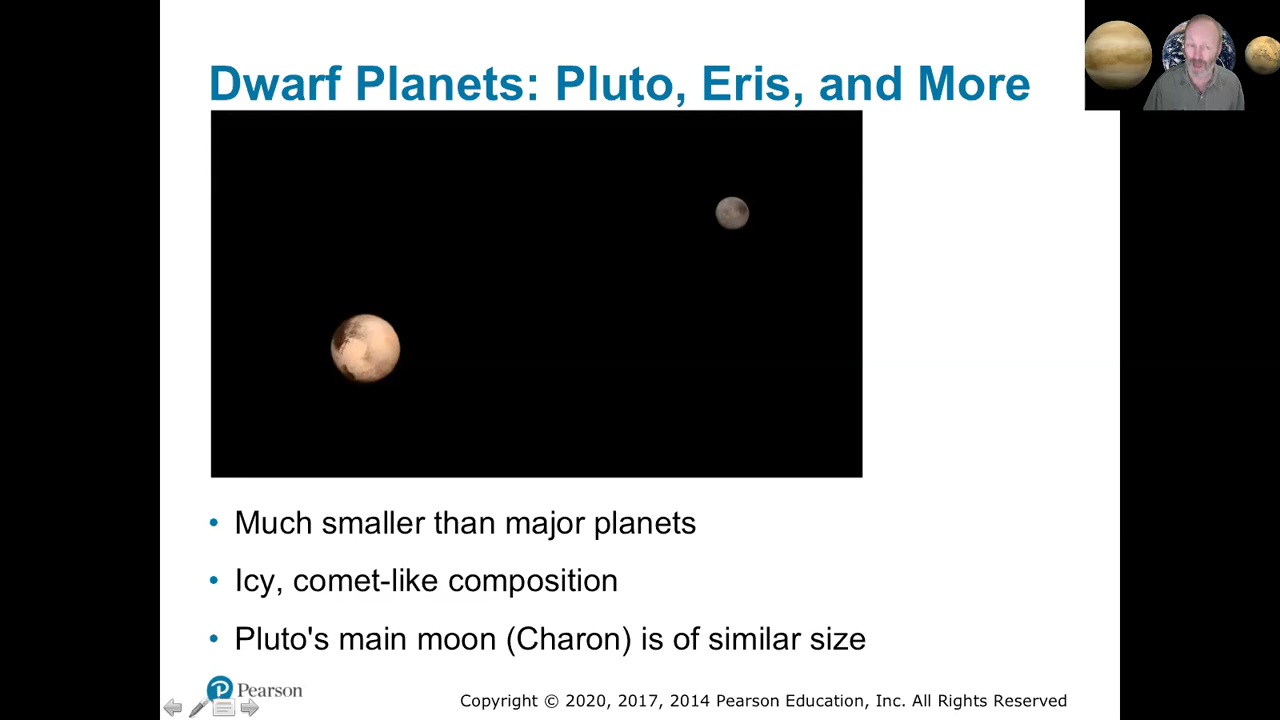 Dwarf Planets: Pluto, Eris, and More
• Much smaller than major planets
• Icy, comet-like composition
• Pluto's main moon (Charon) is of similar size
P Pearson
Copyright © 2020, 2017, 2014 Pearson Education, Inc. All Rights Reserved